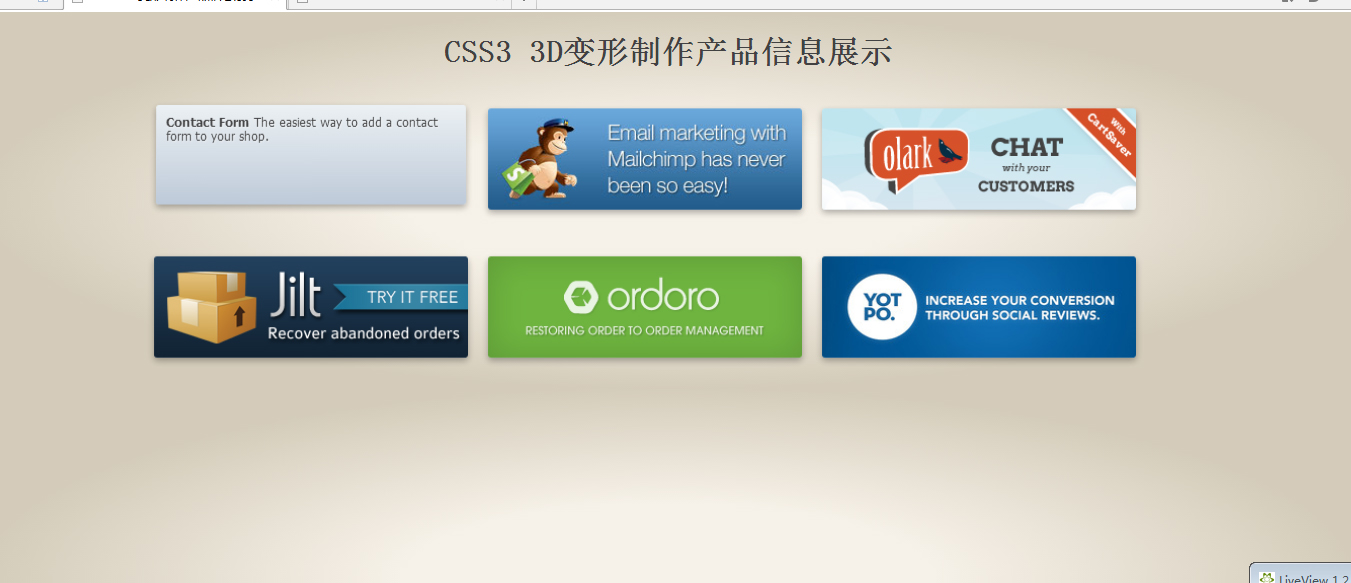 CSS3 3D变形制作产品信息展示
Contact Form The easiest way to add a contact
form to your shop.
Email marketing with
Mailchimp has never
been so easy!
S
olark
CHAT
with your
CUSTOMERS
With
CartSaver
Jilt
TRY IT FREE
Recover abandoned orders
ordoro
RESTORING ORDER TO ORDER MANAGEMENT
YOT
PO.
INCREASE YOUR CONVERSION
THROUGH SOCIAL REVIEWS.
LiveView 1.2